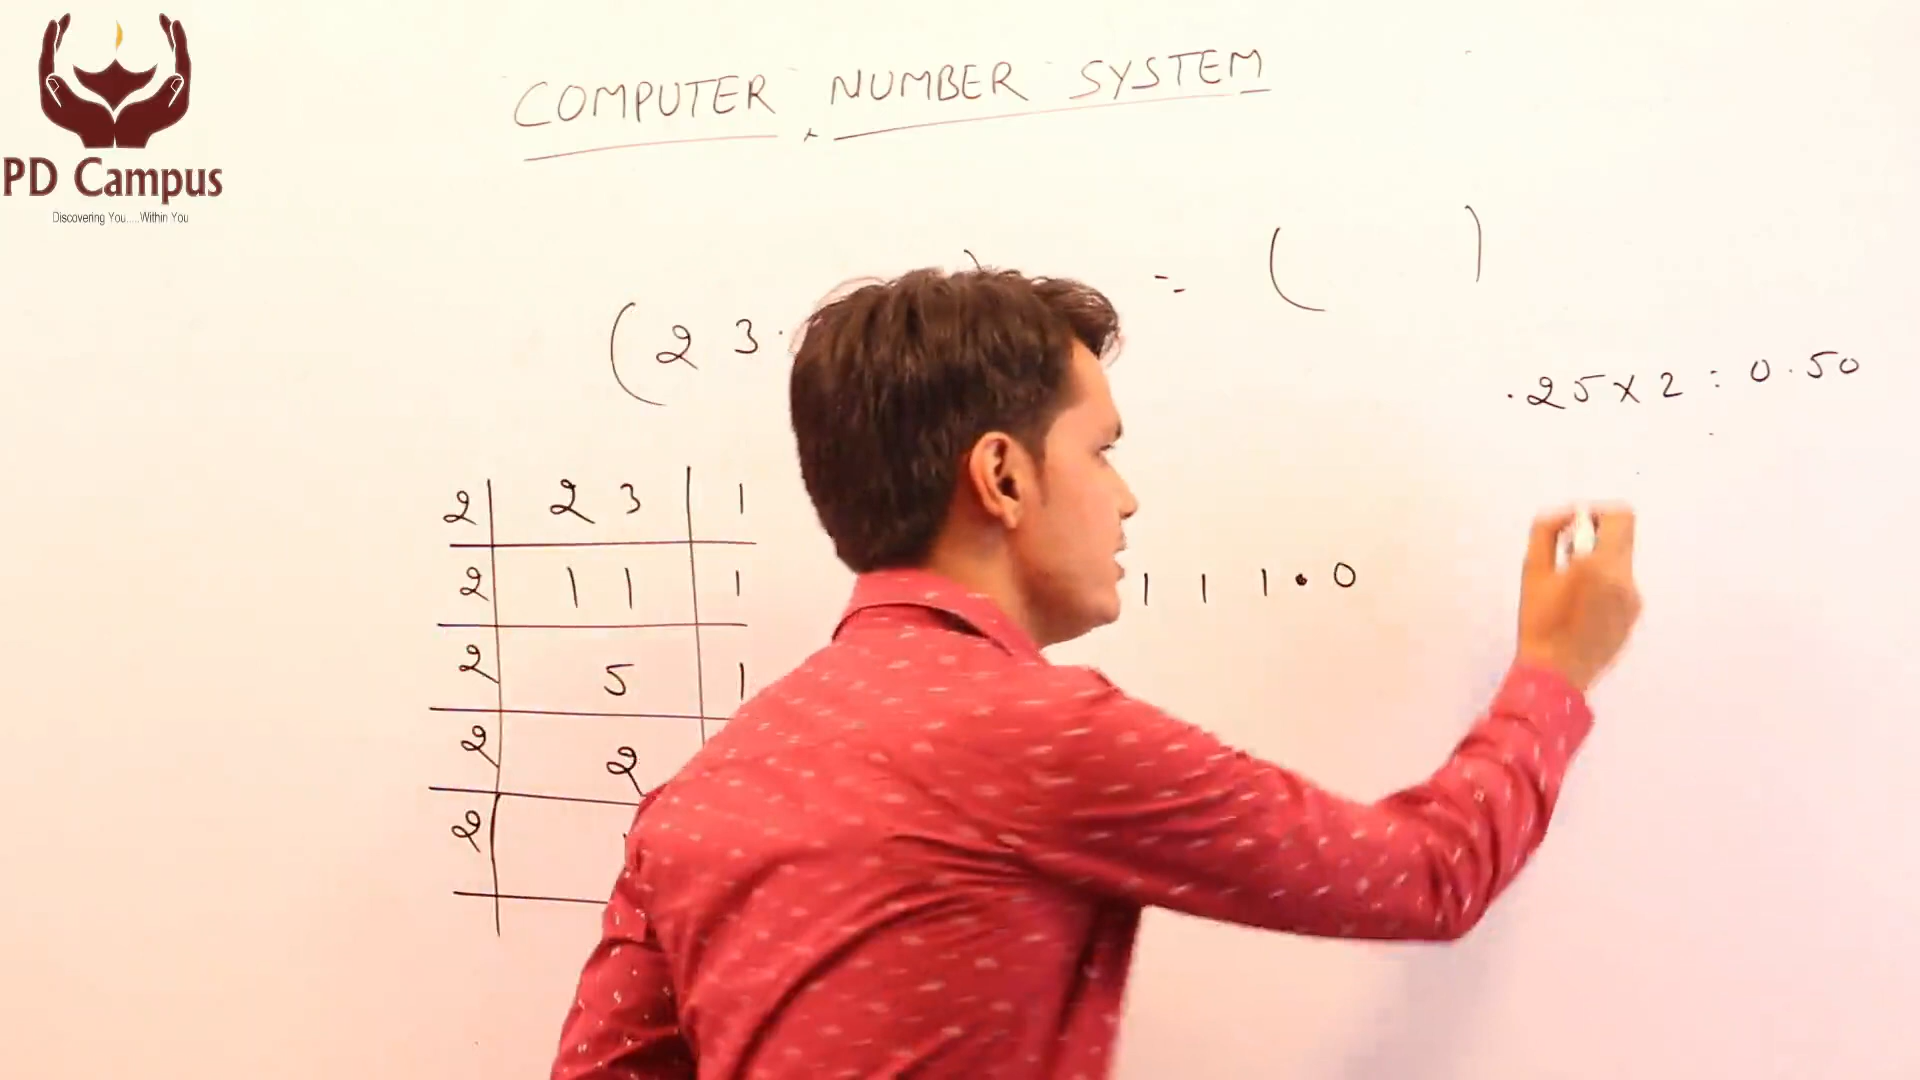 PD Campus
Discovering You.....Within You
COMPUTER NUMBER SYSTEM
(23. ) = ( )
.25 x 2 : 0.50
2 23 1
2 11 1
2 5 1
2 2
2
1 1 1 . 0